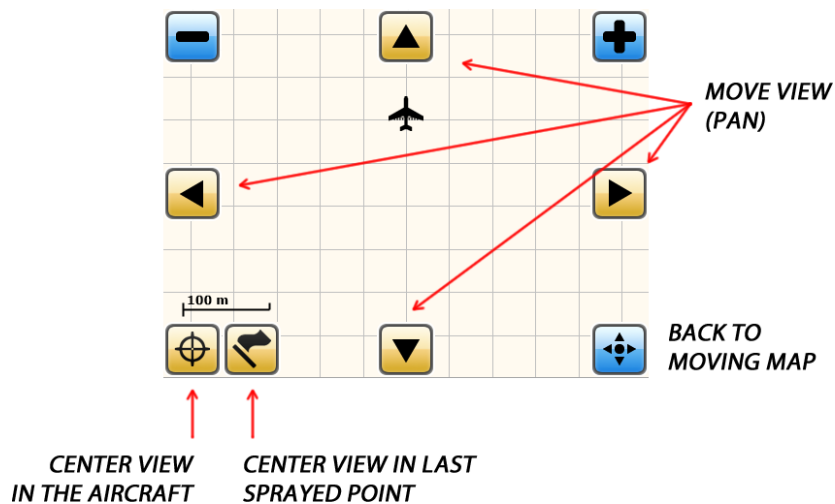 MOVE VIEW
(PAN)
100 m
BACK TO
MOVING MAP
CENTER VIEW
IN THE AIRCRAFT
CENTER VIEW IN LAST
SPRAYED POINT